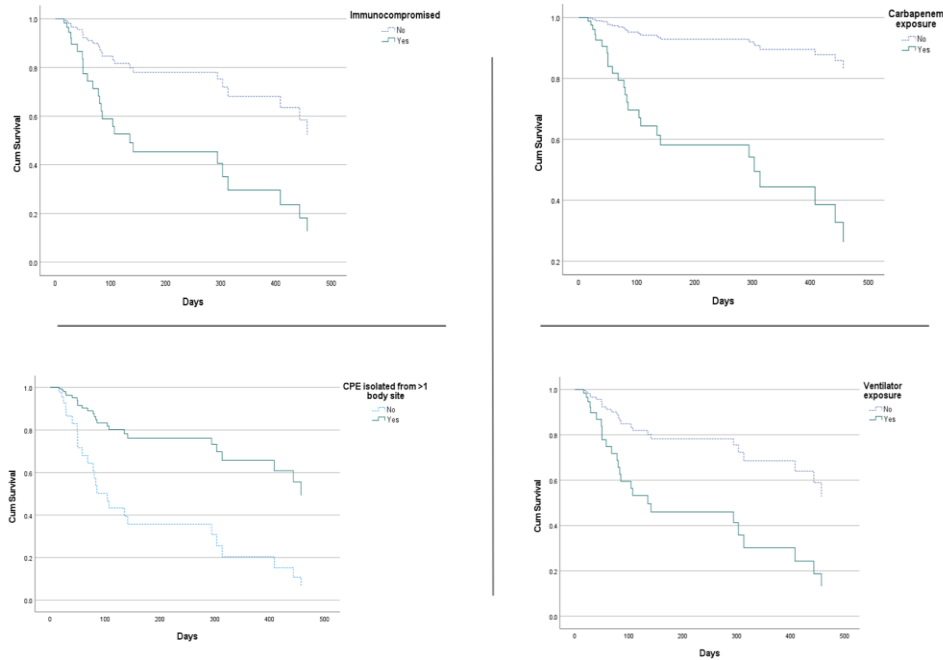 Immunocompromised
No
Yes
1.0
0.8
0.6
0.4
0.2
0.0
Cum Survival
0
100
200
300
400
500
Days
Carbapenem
exposure
No
Yes
1.0
0.8
0.6
0.4
0.2
Cum Survival
0
100
200
300
400
500
Days
CPE isolated from >1
body site
No
Yes
1.0
0.8
0.6
0.4
0.2
0.0
Cum Survival
0
100
200
300
400
500
Days
Ventilator
exposure
No
Yes
1.0
0.8
0.6
0.4
0.2
0.0
Cum Survival
0
100
200
300
400
500
Days